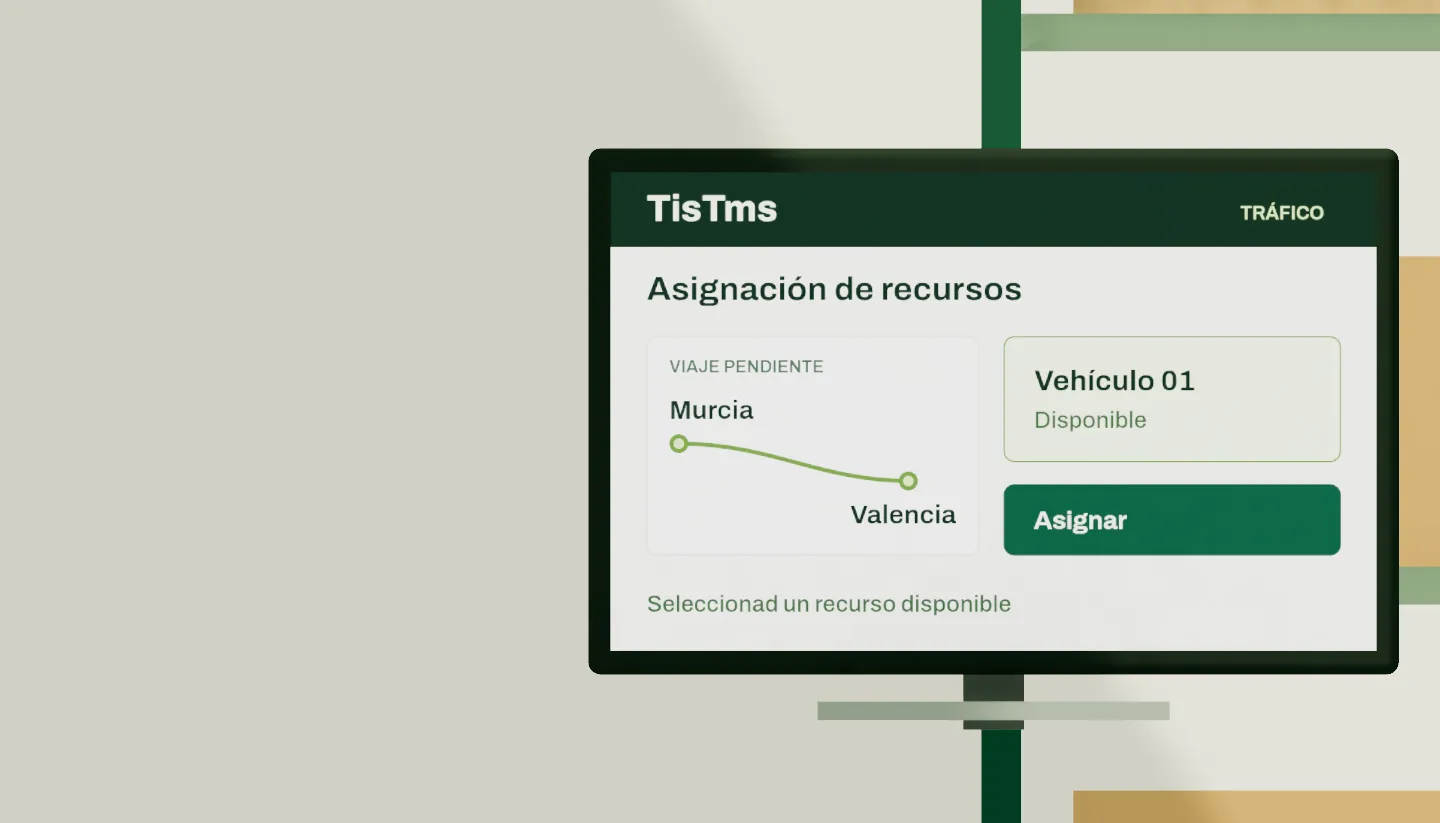 TisTms
TRÁFICO
Asignación de recursos
VIAJE PENDIENTE
Murcia
Valencia
Vehículo 01
Disponible
Asignar
Seleccionad un recurso disponible